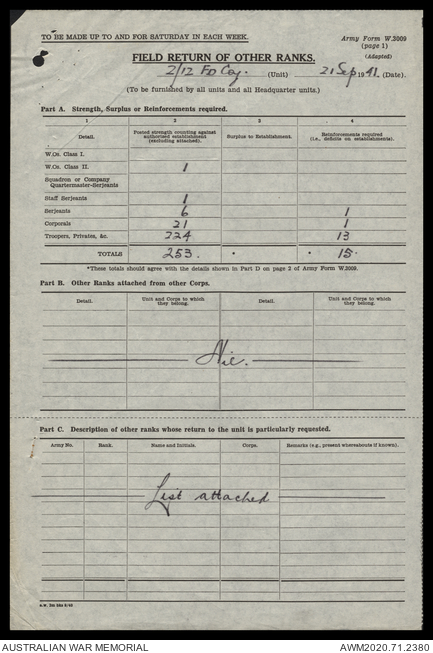 TO BE MADE UP TO AND FOR SATURDAY IN EACH WEEK.
Army Form W.3009
(page 1)
(Adapted)
FIELD RETURN OF OTHER RANKS.
2/12 FD Coy. (Unit) 21 Sep 1941. (Date).
(To be furnished by all units and all Headquarter units.)
Part A. Strength, Surplus or Reinforcements required.
1 2 3 4
Detail. Posted strength counting against authorised establishment (excluding attached). Surplus to Establishment. Reinforcements required (i.e., deficits on establishments).
W.Os. Class I.
W.Os. Class II. 1
Squadron or Company
Quartermaster-Serjeants
Staff Serjeants 1
Serjeants 6 1
Corporals 21 1
Troopers, Privates, &c. 224 13
TOTALS 253. * * 15.
*These totals should agree with the details shown in Part D on page 2 of Army Form W.3009.
Part B. Other Ranks attached from other Corps.
Detail. Unit and Corps to which they belong. Detail. Unit and Corps to which they belong.
Nil.
Part C. Description of other ranks whose return to the unit is particularly requested.
Army No. Rank. Name and Initials. Corps. Remarks (e.g., present whereabouts if known).
List attached
AUSTRALIAN WAR MEMORIAL AWM2020.71.2380